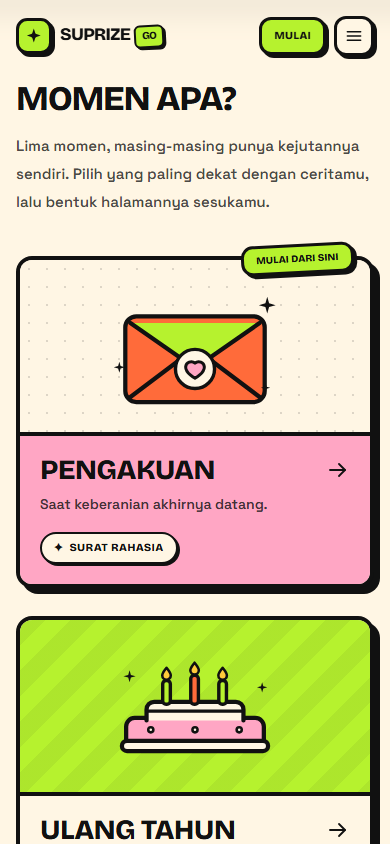 SUPRIZE GO
MULAI
MOMEN APA?
Lima momen, masing-masing punya kejutannya
sendiri. Pilih yang paling dekat dengan ceritamu,
lalu bentuk halamannya sesukamu.
MULAI DARI SINI
PENGAKUAN
Saat keberanian akhirnya datang.
SURAT RAHASIA
ULANG TAHUN